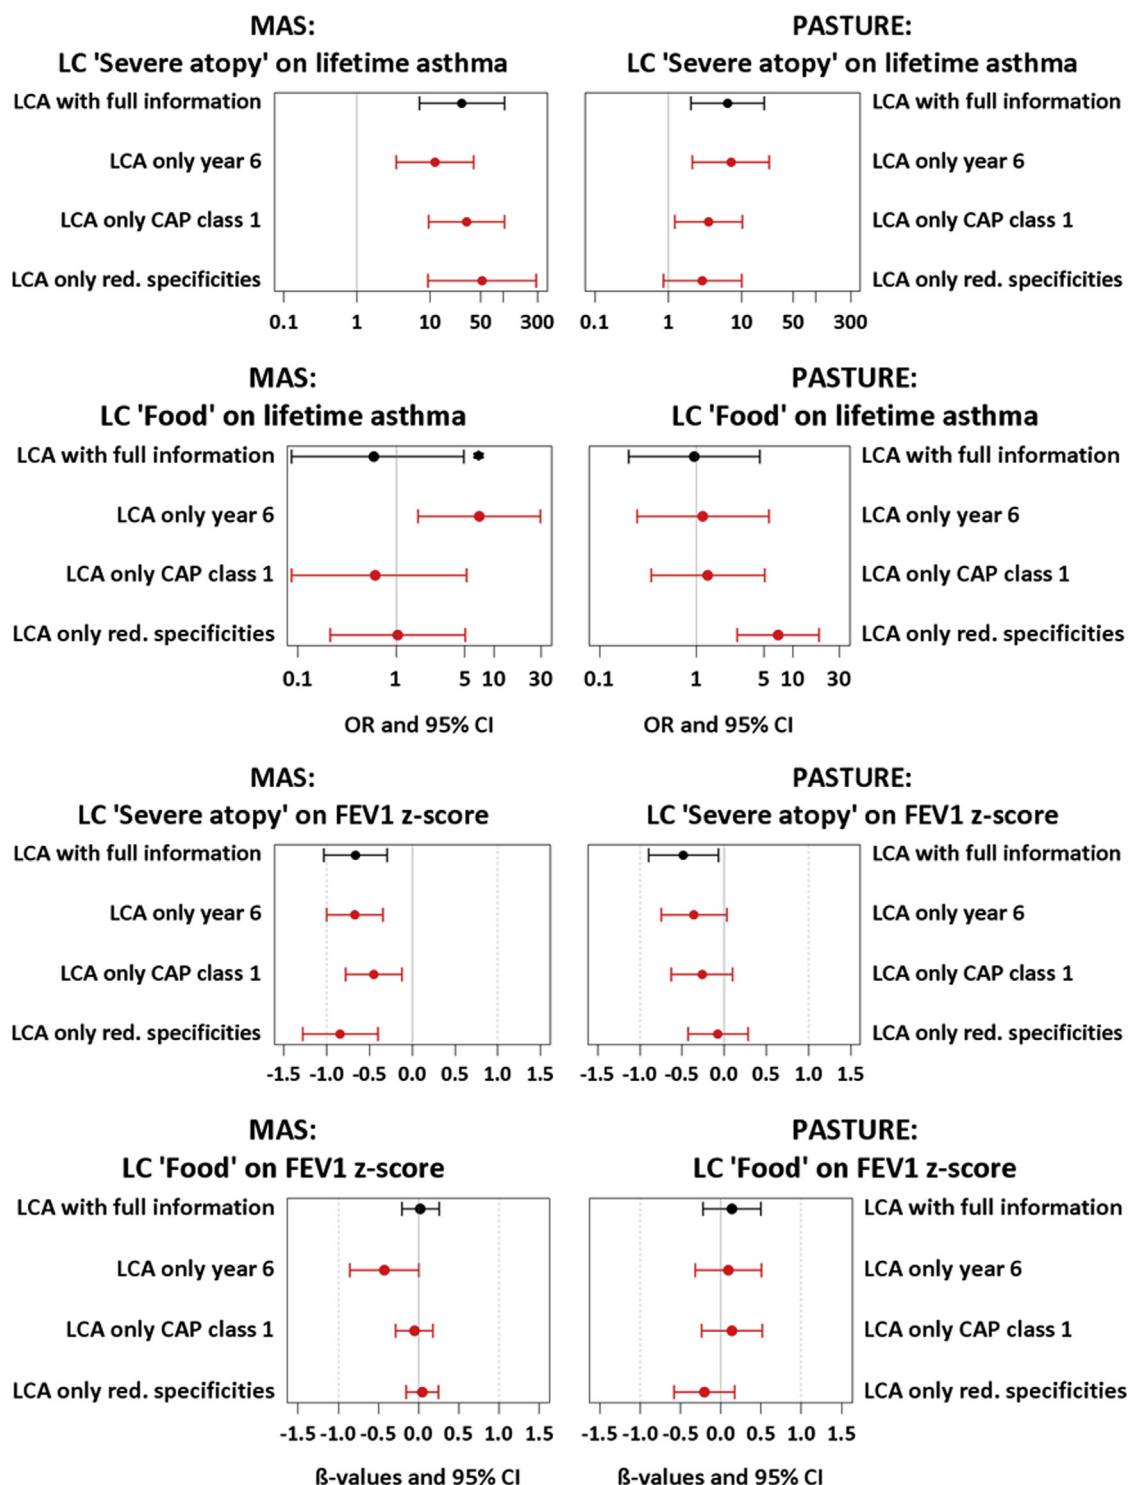 MAS:
LC 'Severe atopy' on lifetime asthma
LCA with full information
LCA only year 6
LCA only CAP class 1
LCA only red. specificities
0.1 1 10 50 300
PASTURE:
LC 'Severe atopy' on lifetime asthma
LCA with full information
LCA only year 6
LCA only CAP class 1
LCA only red. specificities
0.1 1 10 50 300
MAS:
LC 'Food' on lifetime asthma
LCA with full information
LCA only year 6
LCA only CAP class 1
LCA only red. specificities
0.1 1 5 10 30
OR and 95% CI
PASTURE:
LC 'Food' on lifetime asthma
LCA with full information
LCA only year 6
LCA only CAP class 1
LCA only red. specificities
0.1 1 5 10 30
OR and 95% CI
MAS:
LC 'Severe atopy' on FEV1 z-score
LCA with full information
LCA only year 6
LCA only CAP class 1
LCA only red. specificities
-1.5 -1.0 -0.5 0.0 0.5 1.0 1.5
PASTURE:
LC 'Severe atopy' on FEV1 z-score
LCA with full information
LCA only year 6
LCA only CAP class 1
LCA only red. specificities
-1.5 -1.0 -0.5 0.0 0.5 1.0 1.5
MAS:
LC 'Food' on FEV1 z-score
LCA with full information
LCA only year 6
LCA only CAP class 1
LCA only red. specificities
-1.5 -1.0 -0.5 0.0 0.5 1.0 1.5
ß-values and 95% CI
PASTURE:
LC 'Food' on FEV1 z-score
LCA with full information
LCA only year 6
LCA only CAP class 1
LCA only red. specificities
-1.5 -1.0 -0.5 0.0 0.5 1.0 1.5
ß-values and 95% CI